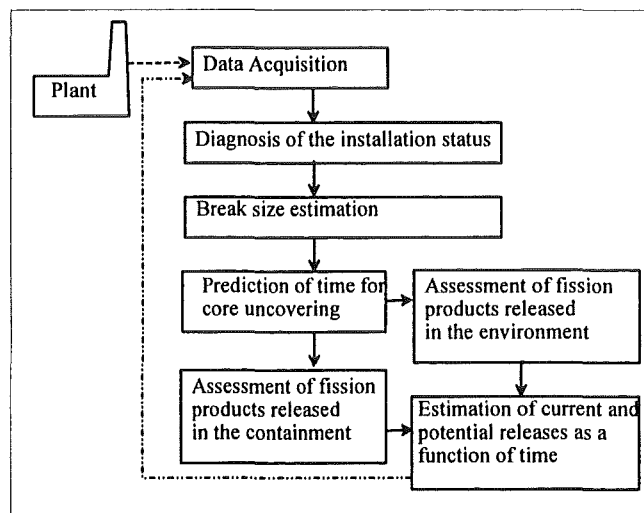 Plant
Data Acquisition
Diagnosis of the installation status
Break size estimation
Prediction of time for
core uncovering
Assessment of fission
products released
in the environment
Assessment of fission
products released
in the containment
Estimation of current and
potential releases as a
function of time